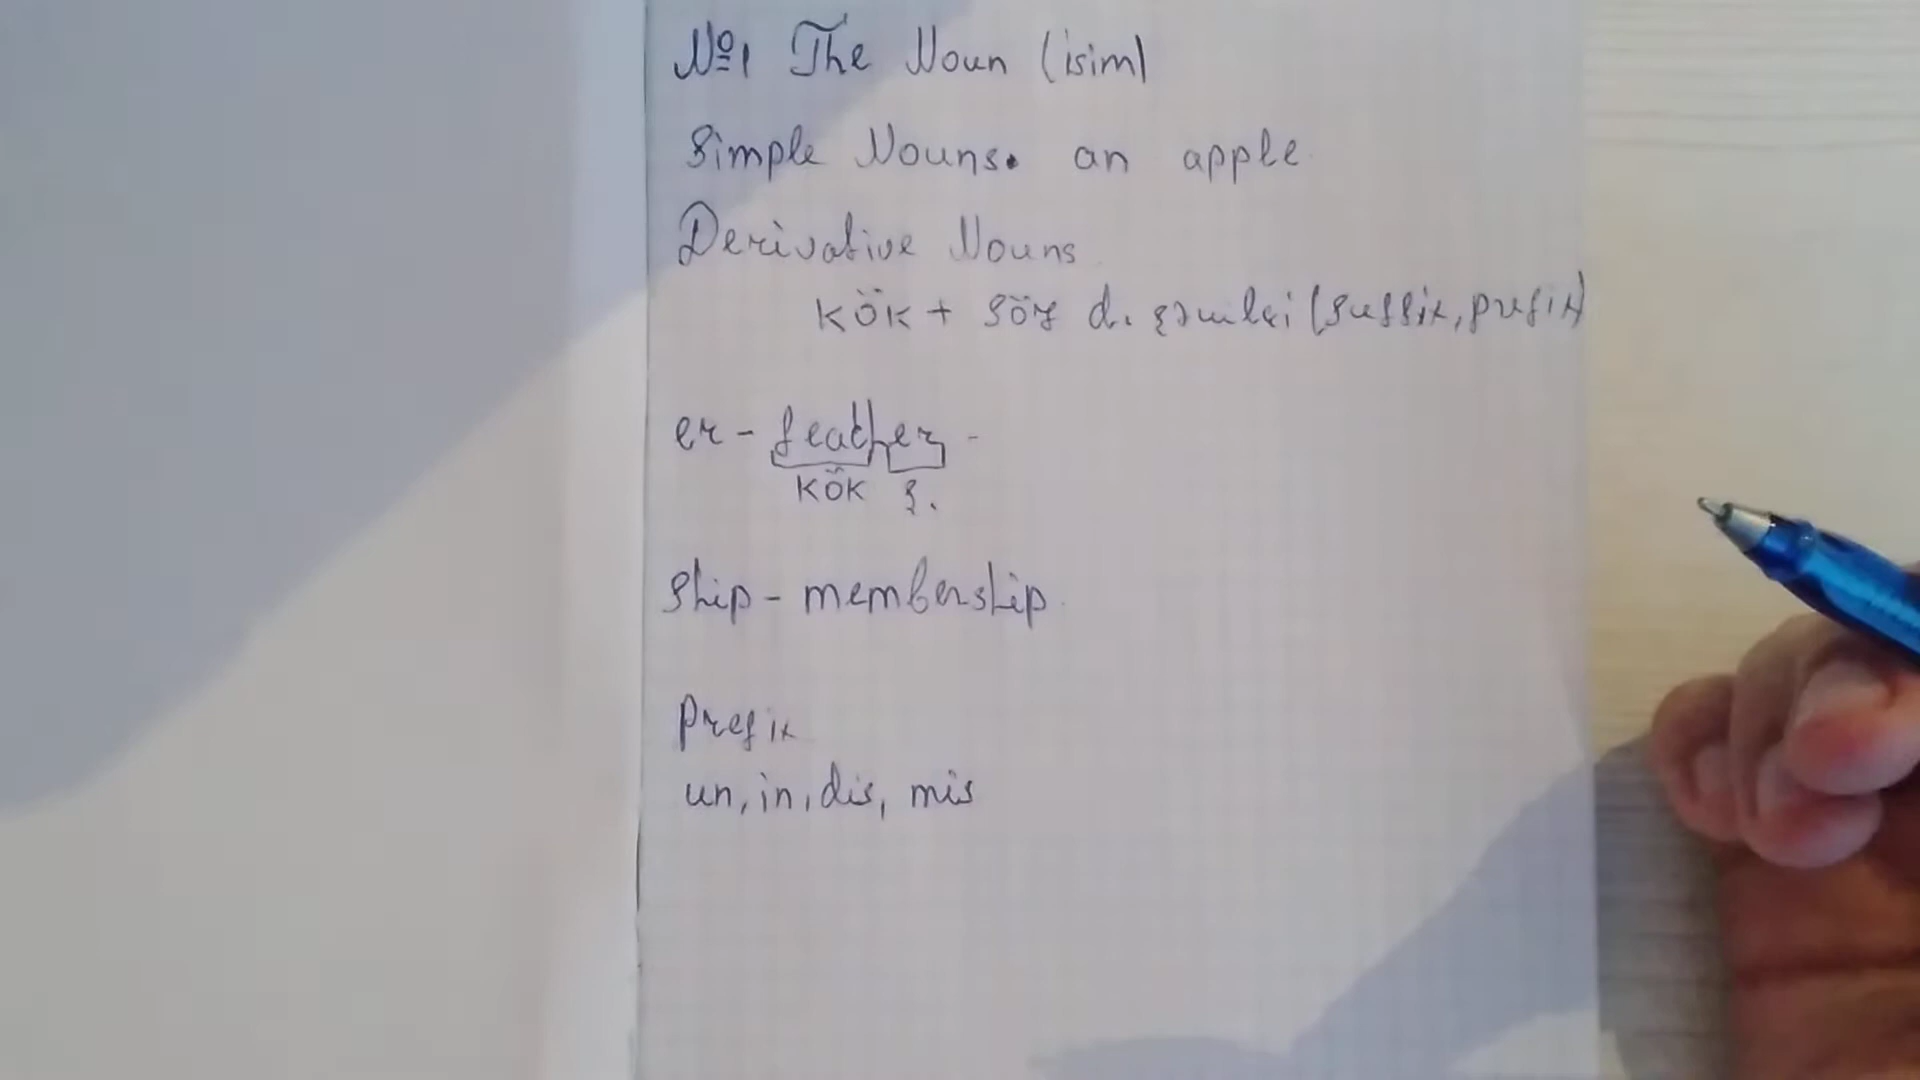 №1 The Noun (isim)
Simple Nouns. an apple
Derivative Nouns
kök + söz d. (suffix, prefix)
er - teacher -
kök ş.
ship - membership
Prefix
un, in, dis, mis